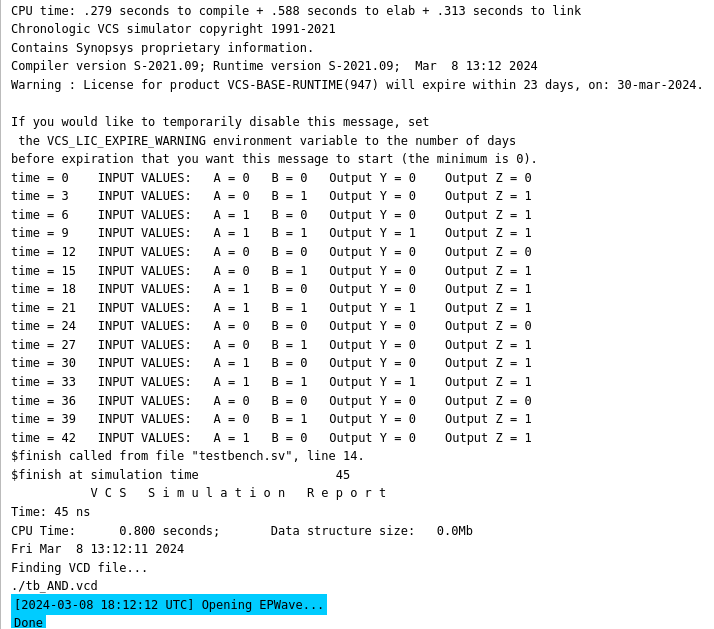 CPU time: .279 seconds to compile + .588 seconds to elab + .313 seconds to link
Chronologic VCS simulator copyright 1991-2021
Contains Synopsys proprietary information.
Compiler version S-2021.09; Runtime version S-2021.09;  Mar  8 13:12 2024
Warning : License for product VCS-BASE-RUNTIME(947) will expire within 23 days, on: 30-mar-2024.

If you would like to temporarily disable this message, set
 the VCS_LIC_EXPIRE_WARNING environment variable to the number of days
before expiration that you want this message to start (the minimum is 0).
time = 0    INPUT VALUES:   A = 0   B = 0   Output Y = 0    Output Z = 0
time = 3    INPUT VALUES:   A = 0   B = 1   Output Y = 0    Output Z = 1
time = 6    INPUT VALUES:   A = 1   B = 0   Output Y = 0    Output Z = 1
time = 9    INPUT VALUES:   A = 1   B = 1   Output Y = 1    Output Z = 1
time = 12   INPUT VALUES:   A = 0   B = 0   Output Y = 0    Output Z = 0
time = 15   INPUT VALUES:   A = 0   B = 1   Output Y = 0    Output Z = 1
time = 18   INPUT VALUES:   A = 1   B = 0   Output Y = 0    Output Z = 1
time = 21   INPUT VALUES:   A = 1   B = 1   Output Y = 1    Output Z = 1
time = 24   INPUT VALUES:   A = 0   B = 0   Output Y = 0    Output Z = 0
time = 27   INPUT VALUES:   A = 0   B = 1   Output Y = 0    Output Z = 1
time = 30   INPUT VALUES:   A = 1   B = 0   Output Y = 0    Output Z = 1
time = 33   INPUT VALUES:   A = 1   B = 1   Output Y = 1    Output Z = 1
time = 36   INPUT VALUES:   A = 0   B = 0   Output Y = 0    Output Z = 0
time = 39   INPUT VALUES:   A = 0   B = 1   Output Y = 0    Output Z = 1
time = 42   INPUT VALUES:   A = 1   B = 0   Output Y = 0    Output Z = 1
$finish called from file "testbench.sv", line 14.
$finish at simulation time                   45
           V C S   S i m u l a t i o n   R e p o r t
Time: 45 ns
CPU Time:      0.800 seconds;       Data structure size:   0.0Mb
Fri Mar  8 13:12:11 2024
Finding VCD file...
./tb_AND.vcd
[2024-03-08 18:12:12 UTC] Opening EPWave...
Done